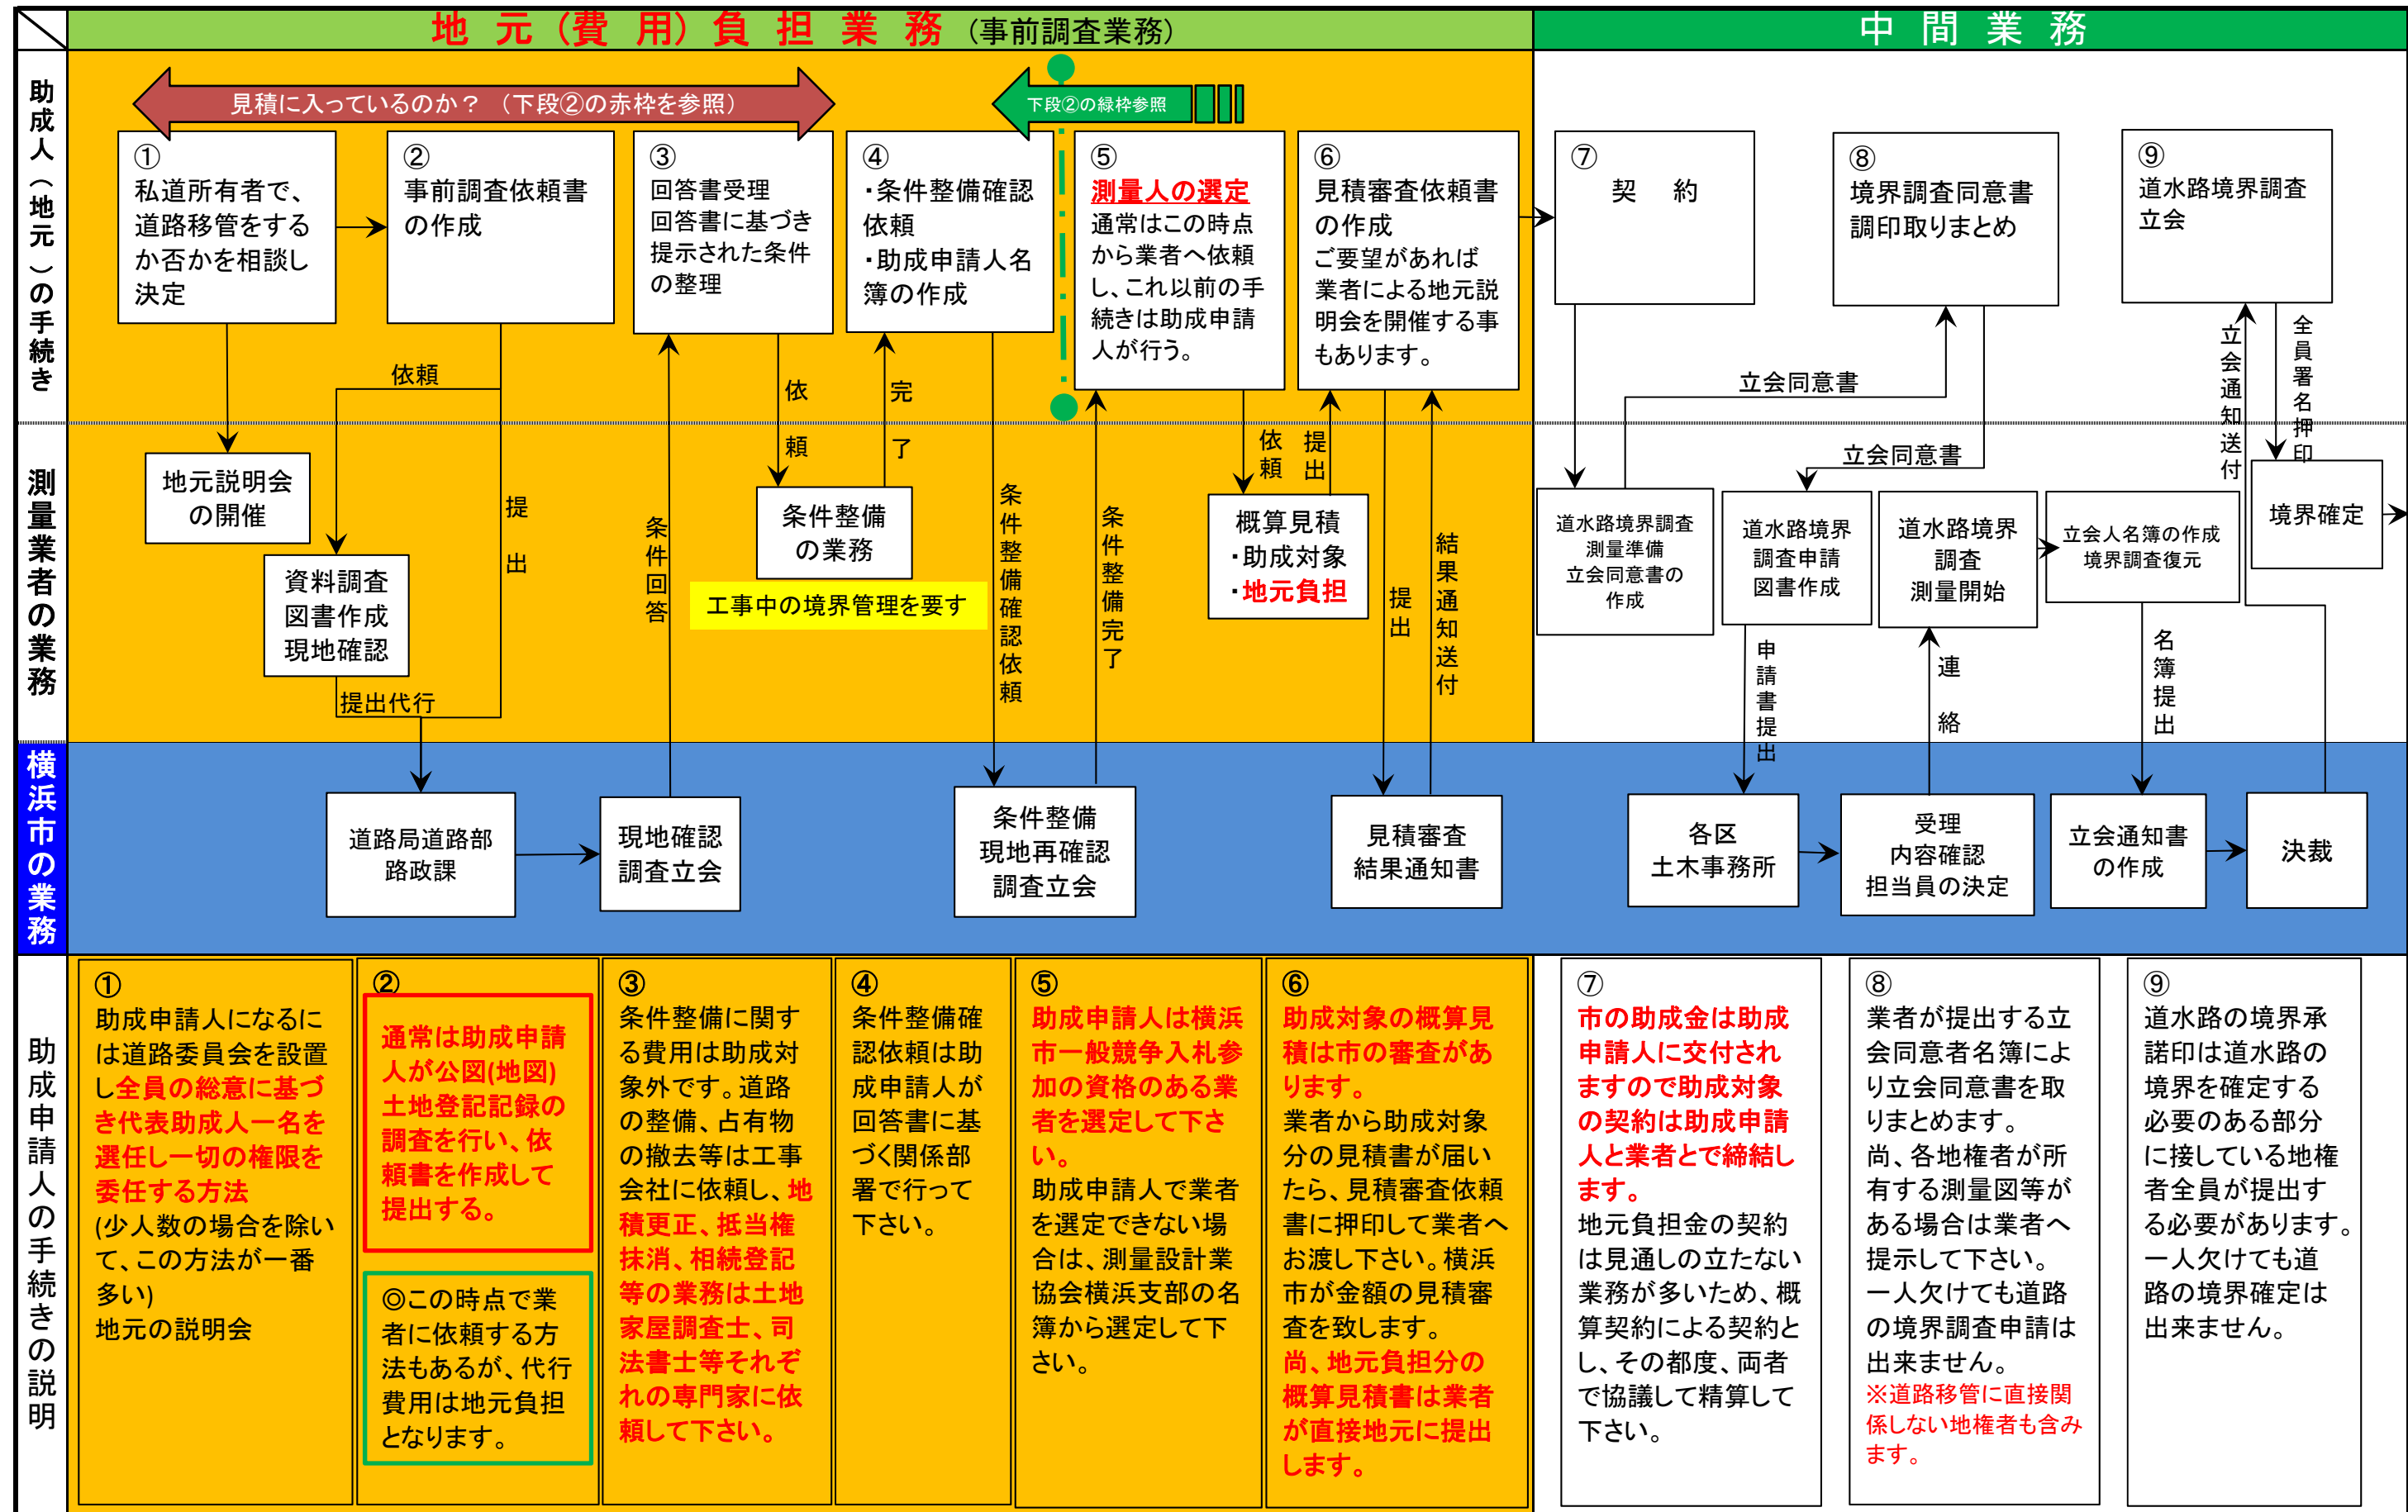 地 元（費 用）負 担 業 務（事前調査業務）
中 間 業 務
助成人（地元）の手続き
見積に入っているのか？（下段②の赤枠を参照）
下段②の緑枠参照
①
私道所有者で、
道路移管をする
か否かを相談し
決定
②
事前調査依頼書
の作成
③
回答書受理
回答書に基づき
提示された条件
の整理
④
・条件整備確認
依頼
・助成申請人名
簿の作成
⑤
測量人の選定
通常はこの時点
から業者へ依頼
し、これ以前の手
続きは助成申請
人が行う。
⑥
見積審査依頼書
の作成
ご要望があれば
業者による地元説
明会を開催する事
もあります。
⑦
契 約
⑧
境界調査同意書
調印取りまとめ
⑨
道水路境界調査
立会
依頼
依頼
完了
立会同意書
立会通知送付
全員署名押印
測量業者の業務
地元説明会
の開催
資料調査
図書作成
現地確認
提出
提出代行
条件回答
条件整備
の業務
工事中の境界管理を要す
条件整備確認依頼
条件整備完了
依頼
提出
概算見積
・助成対象
・地元負担
提出
結果通知送付
立会同意書
道水路境界調査
測量準備
立会同意書の
作成
道水路境界
調査申請
図書作成
道水路境界
調査
測量開始
立会人名簿の作成
境界調査復元
境界確定
申請書提出
連絡
名簿提出
横浜市の業務
道路局道路部
路政課
現地確認
調査立会
条件整備
現地再確認
調査立会
見積審査
結果通知書
各区
土木事務所
受理
内容確認
担当員の決定
立会通知書
の作成
決裁
助成申請人の手続きの説明
①
助成申請人になるに
は道路委員会を設置
し全員の総意に基づ
き代表助成人一名を
選任し一切の権限を
委任する方法
(少人数の場合を除い
て、この方法が一番
多い)
地元の説明会
②
通常は助成申請
人が公図(地図)
土地登記記録の
調査を行い、依
頼書を作成して
提出する。
◎この時点で業
者に依頼する方
法もあるが、代行
費用は地元負担
となります。
③
条件整備に関す
る費用は助成対
象外です。道路
の整備、占有物
の撤去等は工事
会社に依頼し、地
積更正、抵当権
抹消、相続登記
等の業務は土地
家屋調査士、司
法書士等それぞ
れの専門家に依
頼して下さい。
④
条件整備確
認依頼は助
成申請人が
回答書に基
づく関係部
署で行って
下さい。
⑤
助成申請人は横浜
市一般競争入札参
加の資格のある業
者を選定して下さ
い。
助成申請人で業者
を選定できない場
合は、測量設計業
協会横浜支部の名
簿から選定して下
さい。
⑥
助成対象の概算見
積は市の審査があ
ります。
業者から助成対象
分の見積書が届い
たら、見積審査依頼
書に押印して業者へ
お渡し下さい。横浜
市が金額の見積審
査を致します。
尚、地元負担分の
概算見積書は業者
が直接地元に提出
します。
⑦
市の助成金は助成
申請人に交付され
ますので助成対象
の契約は助成申請
人と業者とで締結し
ます。
地元負担金の契約
は見通しの立たない
業務が多いため、概
算契約による契約と
し、その都度、両者
で協議して精算して
下さい。
⑧
業者が提出する立
会同意者名簿によ
り立会同意書を取
りまとめます。
尚、各地権者が所
有する測量図等が
ある場合は業者へ
提示して下さい。
一人欠けても道路
の境界調査申請は
出来ません。
※道路移管に直接関
係しない地権者も含み
ます。
⑨
道水路の境界承
諾印は道水路の
境界を確定する
必要のある部分
に接している地権
者全員が提出す
る必要があります。
一人欠けても道
路の境界確定は
出来ません。